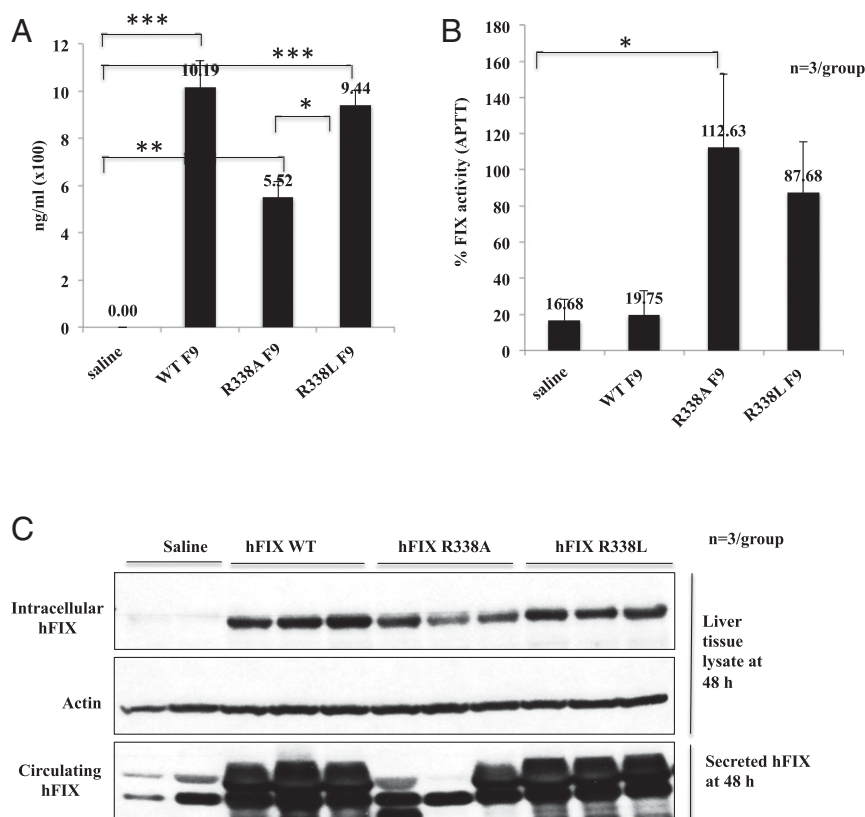 A
***
12
10
8
6
4
2
0
ng/ml (x100)
***
*
**
0.00
10.19
5.52
9.44
saline
WT F9
R338A F9
R338L F9
B
*
n=3/group
180
160
140
120
100
80
60
40
20
0
% FIX activity (APTT)
16.68
19.75
112.63
87.68
saline
WT F9
R338A F9
R338L F9
C
Saline
hFIX WT
hFIX R338A
hFIX R338L
n=3/group
Intracellular
hFIX
Actin
Circulating
hFIX
Liver
tissue
lysate at
48 h
Secreted hFIX
at 48 h